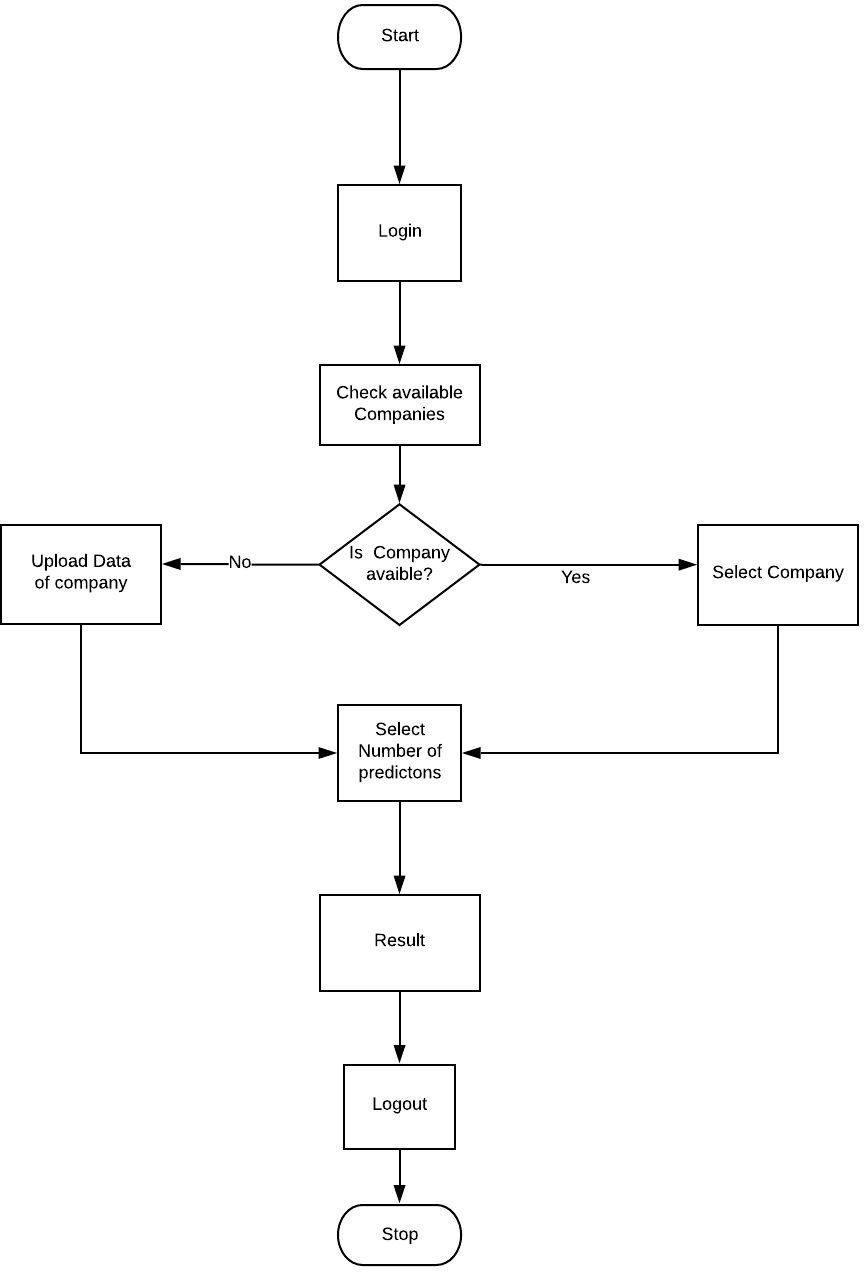 Start
Login
Check available
Companies
Is  Company
avaible?
No
Yes
Upload Data
of company
Select Company
Select
Number of
predictons
Result
Logout
Stop